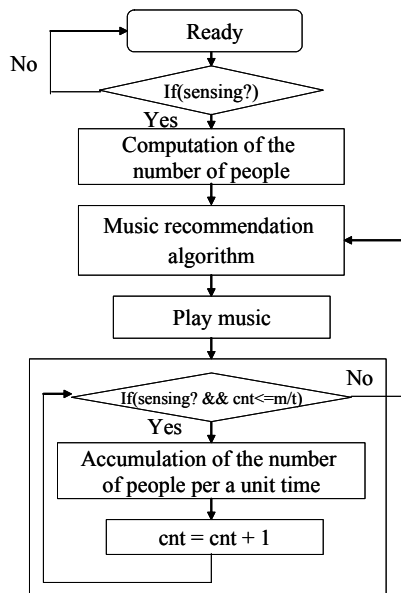 Ready
No
If(sensing?)
Yes
Computation of the
number of people
Music recommendation
algorithm
Play music
No
If(sensing? && cnt<=m/t)
Yes
Accumulation of the number
of people per a unit time
cnt = cnt + 1